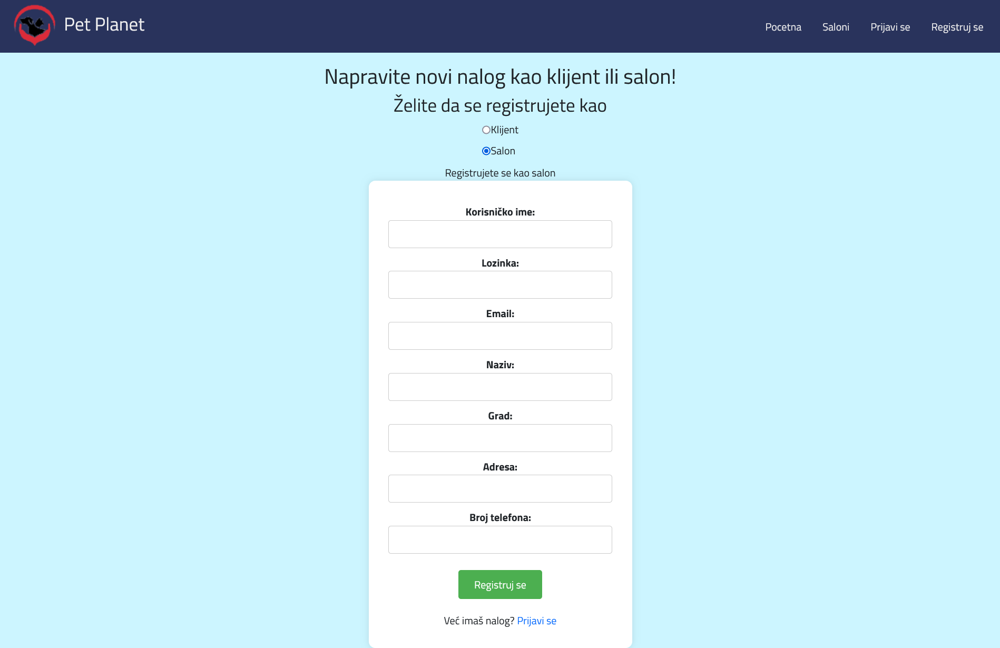 Pet Planet
Pocetna Saloni Prijavi se Registruj se
Napravite novi nalog kao klijent ili salon!
Želite da se registrujete kao
Klijent
Salon
Registrujete se kao salon
Korisničko ime:
Lozinka:
Email:
Naziv:
Grad:
Adresa:
Broj telefona:
Registruj se
Već imaš nalog? Prijavi se